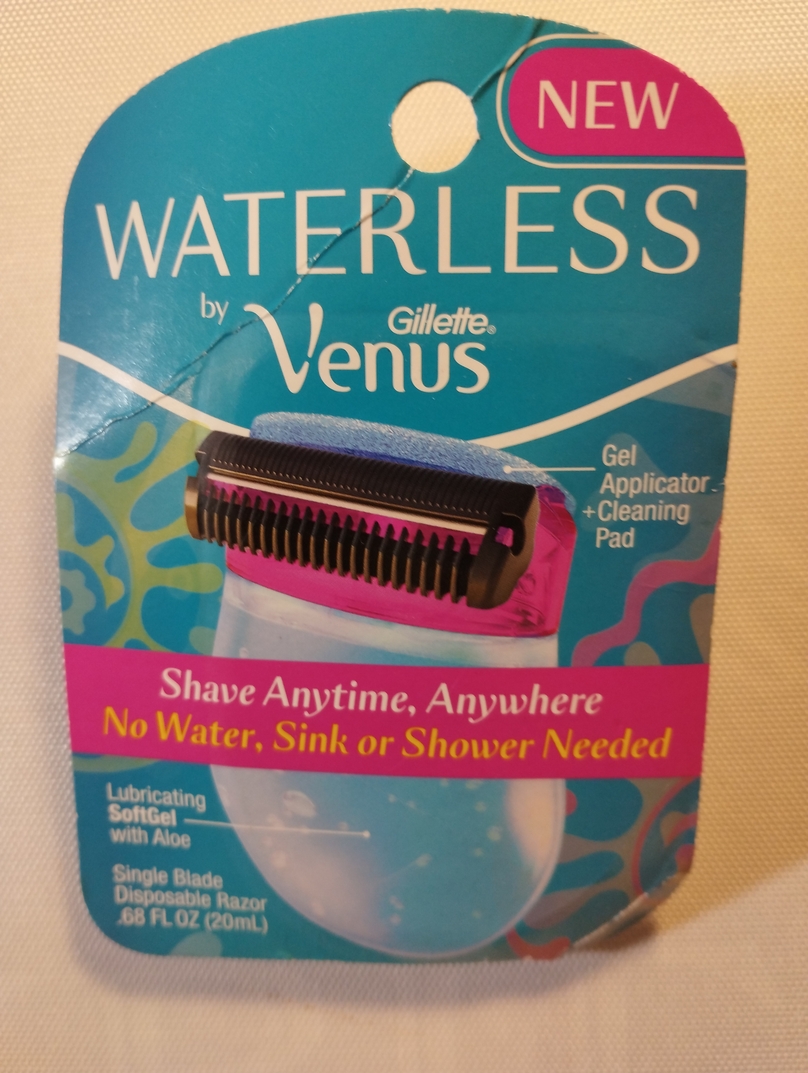 NEW
WATERLESS
by Gillette®
Venus
Gel
Applicator
+Cleaning
Pad
Shave Anytime, Anywhere
No Water, Sink or Shower Needed
Lubricating
SoftGel
with Aloe
Single Blade
Disposable Razor
.68 FL OZ (20mL)